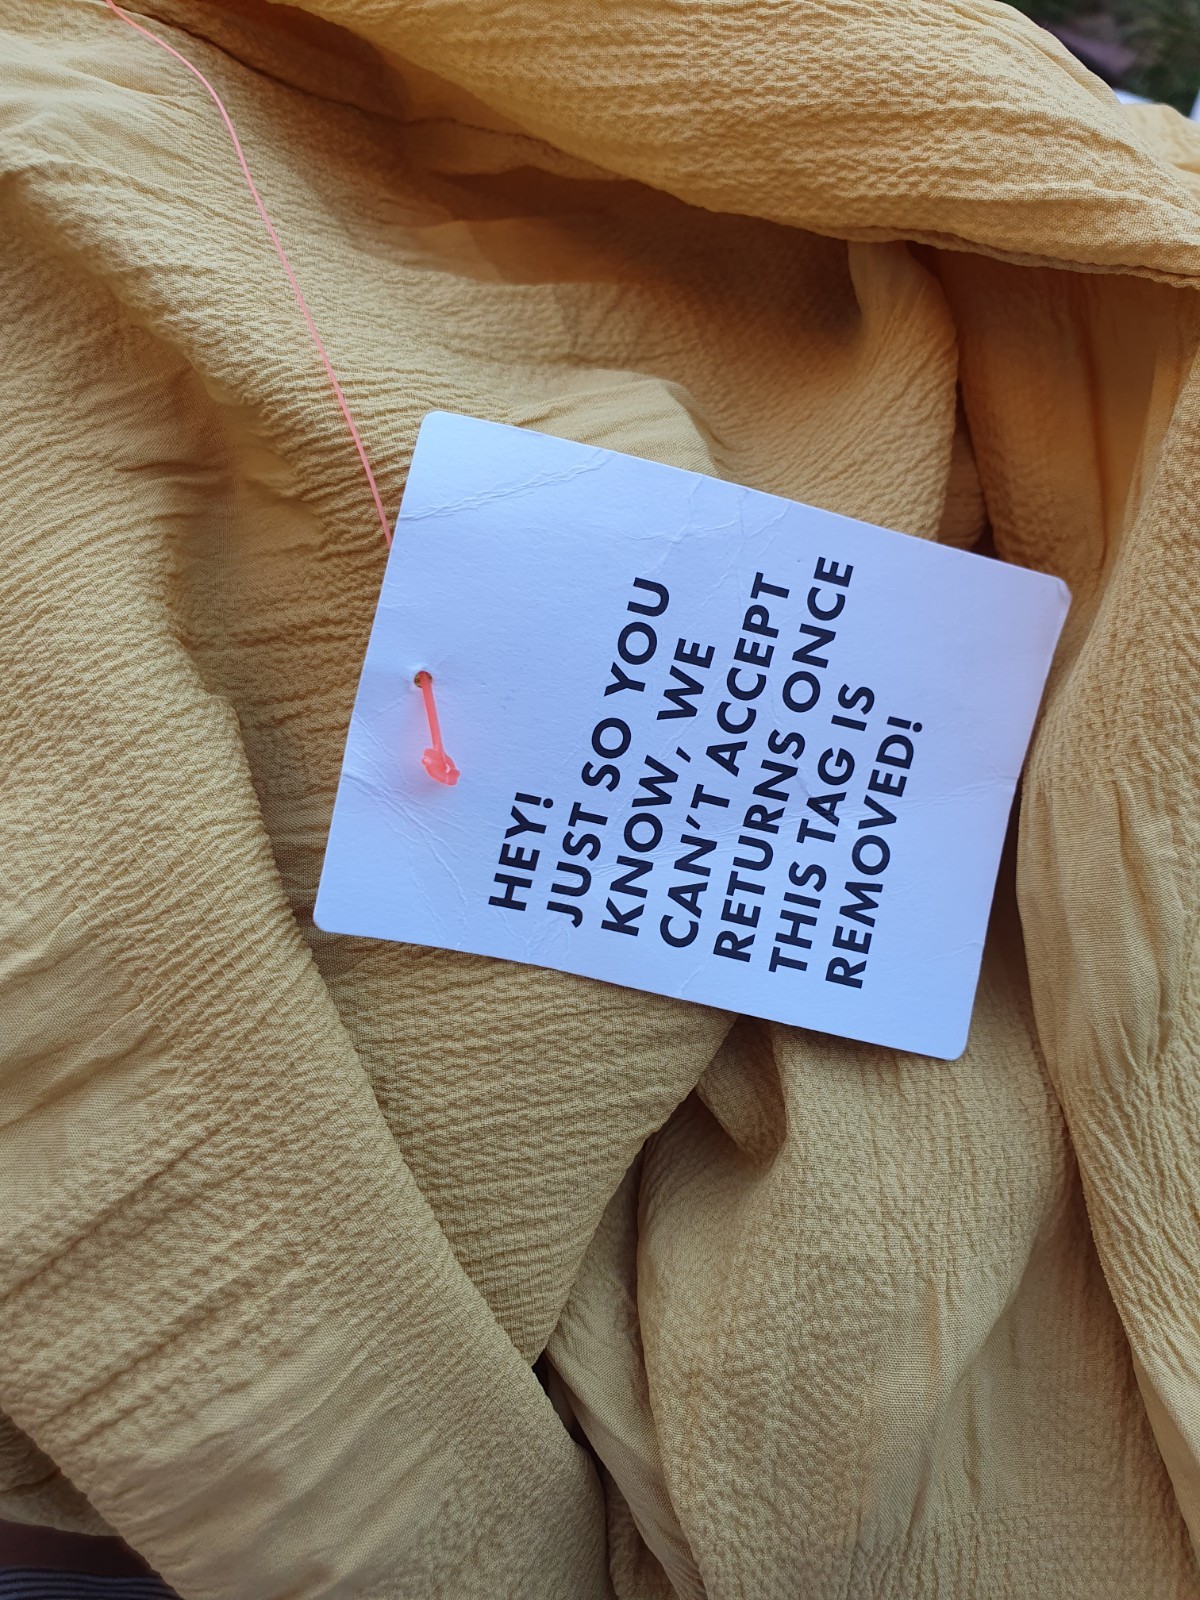 HEY!
JUST SO YOU
KNOW, WE
CAN'T ACCEPT
RETURNS ONCE
THIS TAG IS
REMOVED!